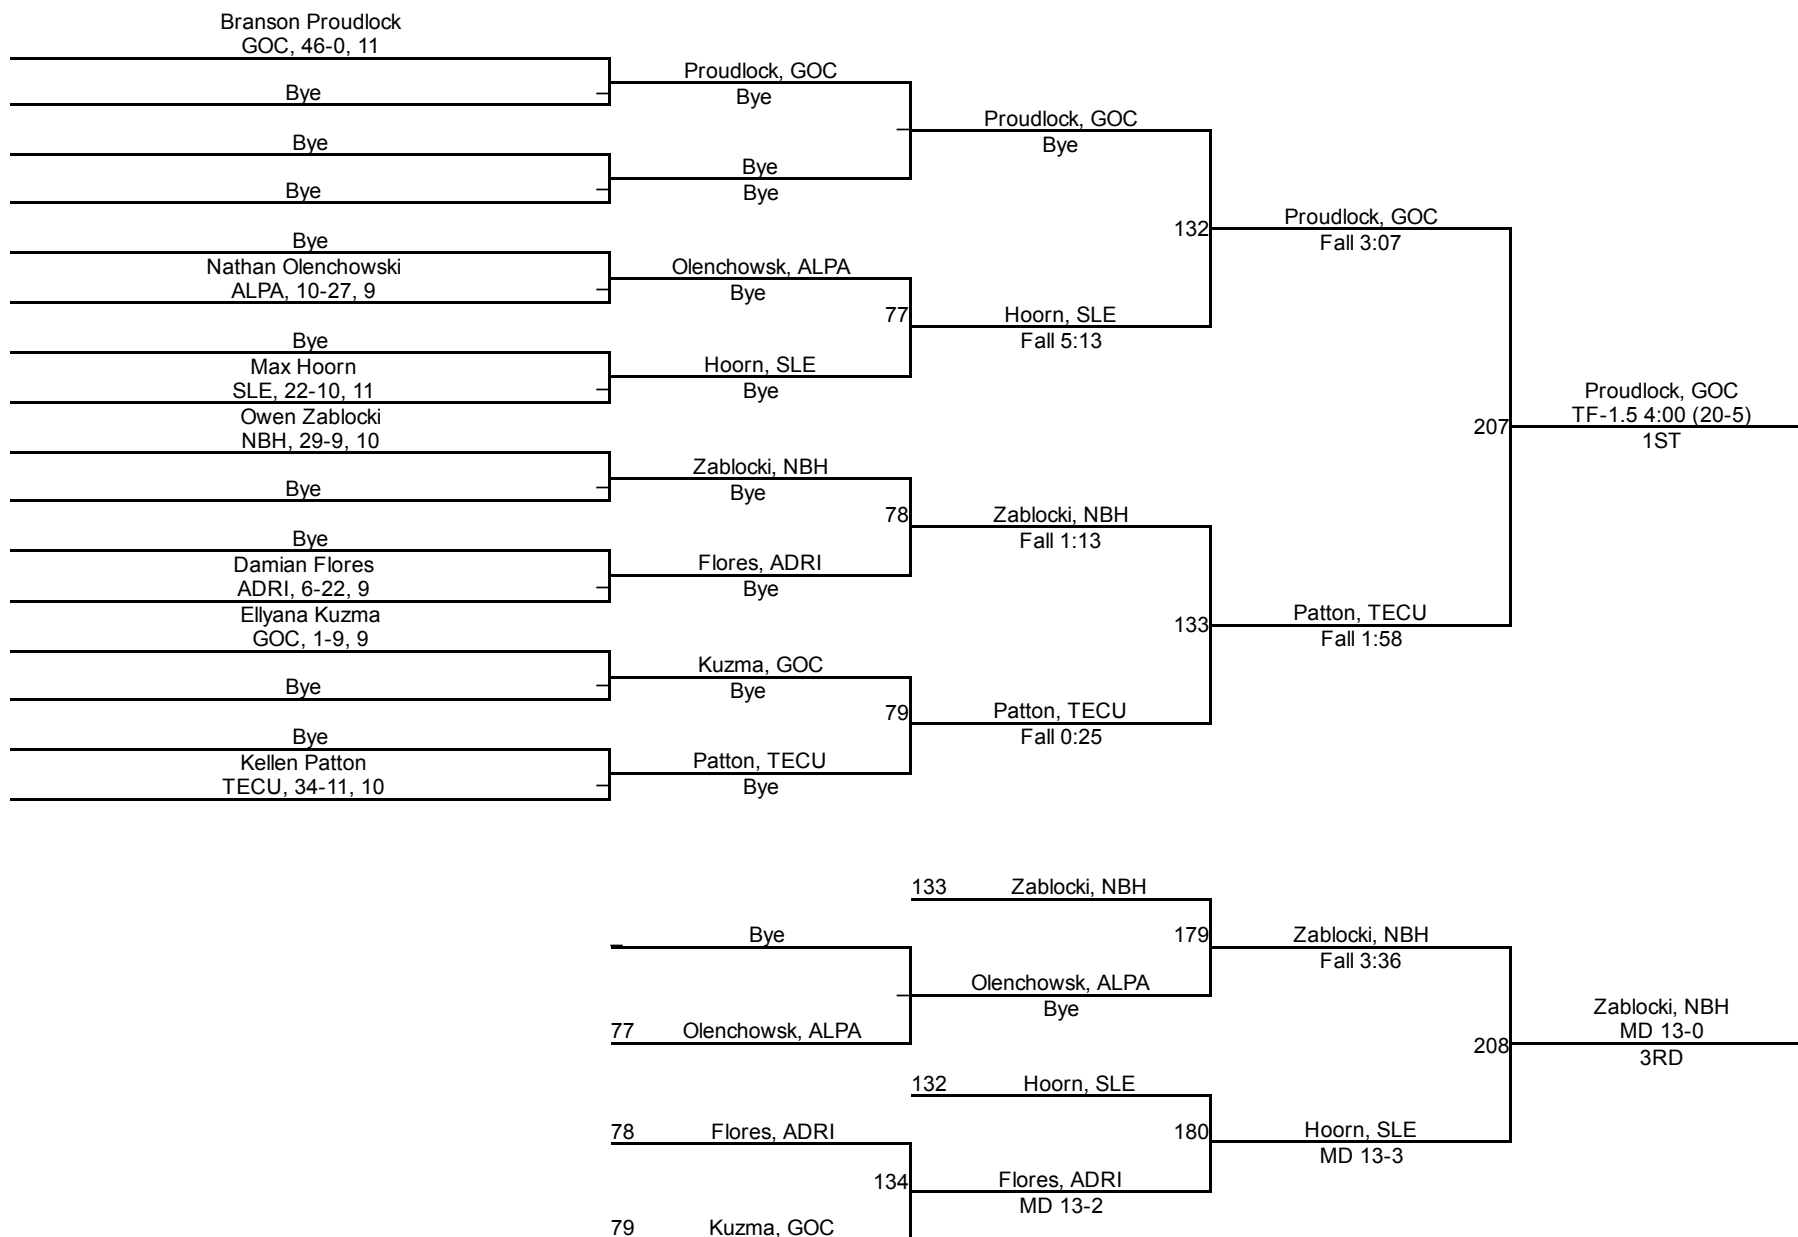 Branson Proudlock
GOC, 46-0, 11
Bye
Bye
Bye
Bye
Nathan Olenchowski
ALPA, 10-27, 9
Bye
Max Hoorn
SLE, 22-10, 11
Owen Zablocki
NBH, 29-9, 10
Bye
Bye
Damian Flores
ADRI, 6-22, 9
Ellyana Kuzma
GOC, 1-9, 9
Bye
Bye
Kellen Patton
TECU, 34-11, 10
Proudlock, GOC
Bye
Bye
Bye
Olenchowsk, ALPA
Bye
77
Hoorn, SLE
Bye
Zablocki, NBH
Bye
78
Flores, ADRI
Bye
Kuzma, GOC
Bye
79
Patton, TECU
Bye
Proudlock, GOC
Bye
132
Hoorn, SLE
Fall 5:13
Zablocki, NBH
Fall 1:13
133
Patton, TECU
Fall 0:25
Proudlock, GOC
Fall 3:07
207
Patton, TECU
Fall 1:58
Proudlock, GOC
TF-1.5 4:00 (20-5)
1ST
133 Zablocki, NBH
Bye
179
Olenchowsk, ALPA
Bye
77 Olenchowsk, ALPA
Zablocki, NBH
Fall 3:36
132 Hoorn, SLE
78 Flores, ADRI
180
134
Flores, ADRI
MD 13-2
79 Kuzma, GOC
Hoorn, SLE
MD 13-3
208
Zablocki, NBH
MD 13-0
3RD